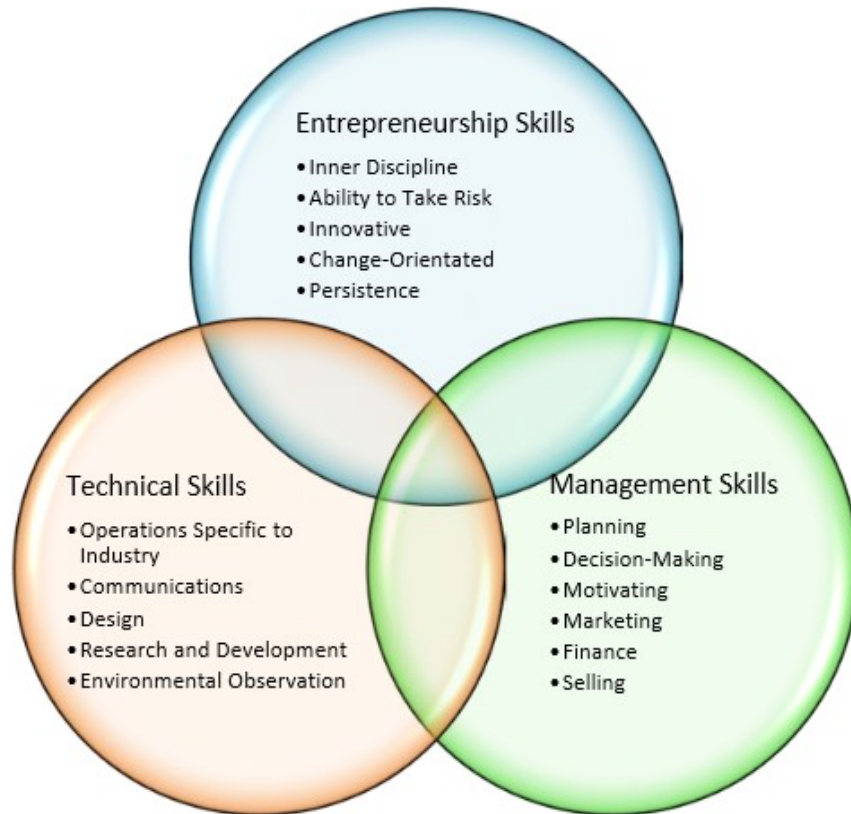 Entrepreneurship Skills
•Inner Discipline
•Ability to Take Risk
•Innovative
•Change-Orientated
•Persistence
Technical Skills
•Operations Specific to
Industry
•Communications
•Design
•Research and Development
•Environmental Observation
Management Skills
•Planning
•Decision-Making
•Motivating
•Marketing
•Finance
•Selling